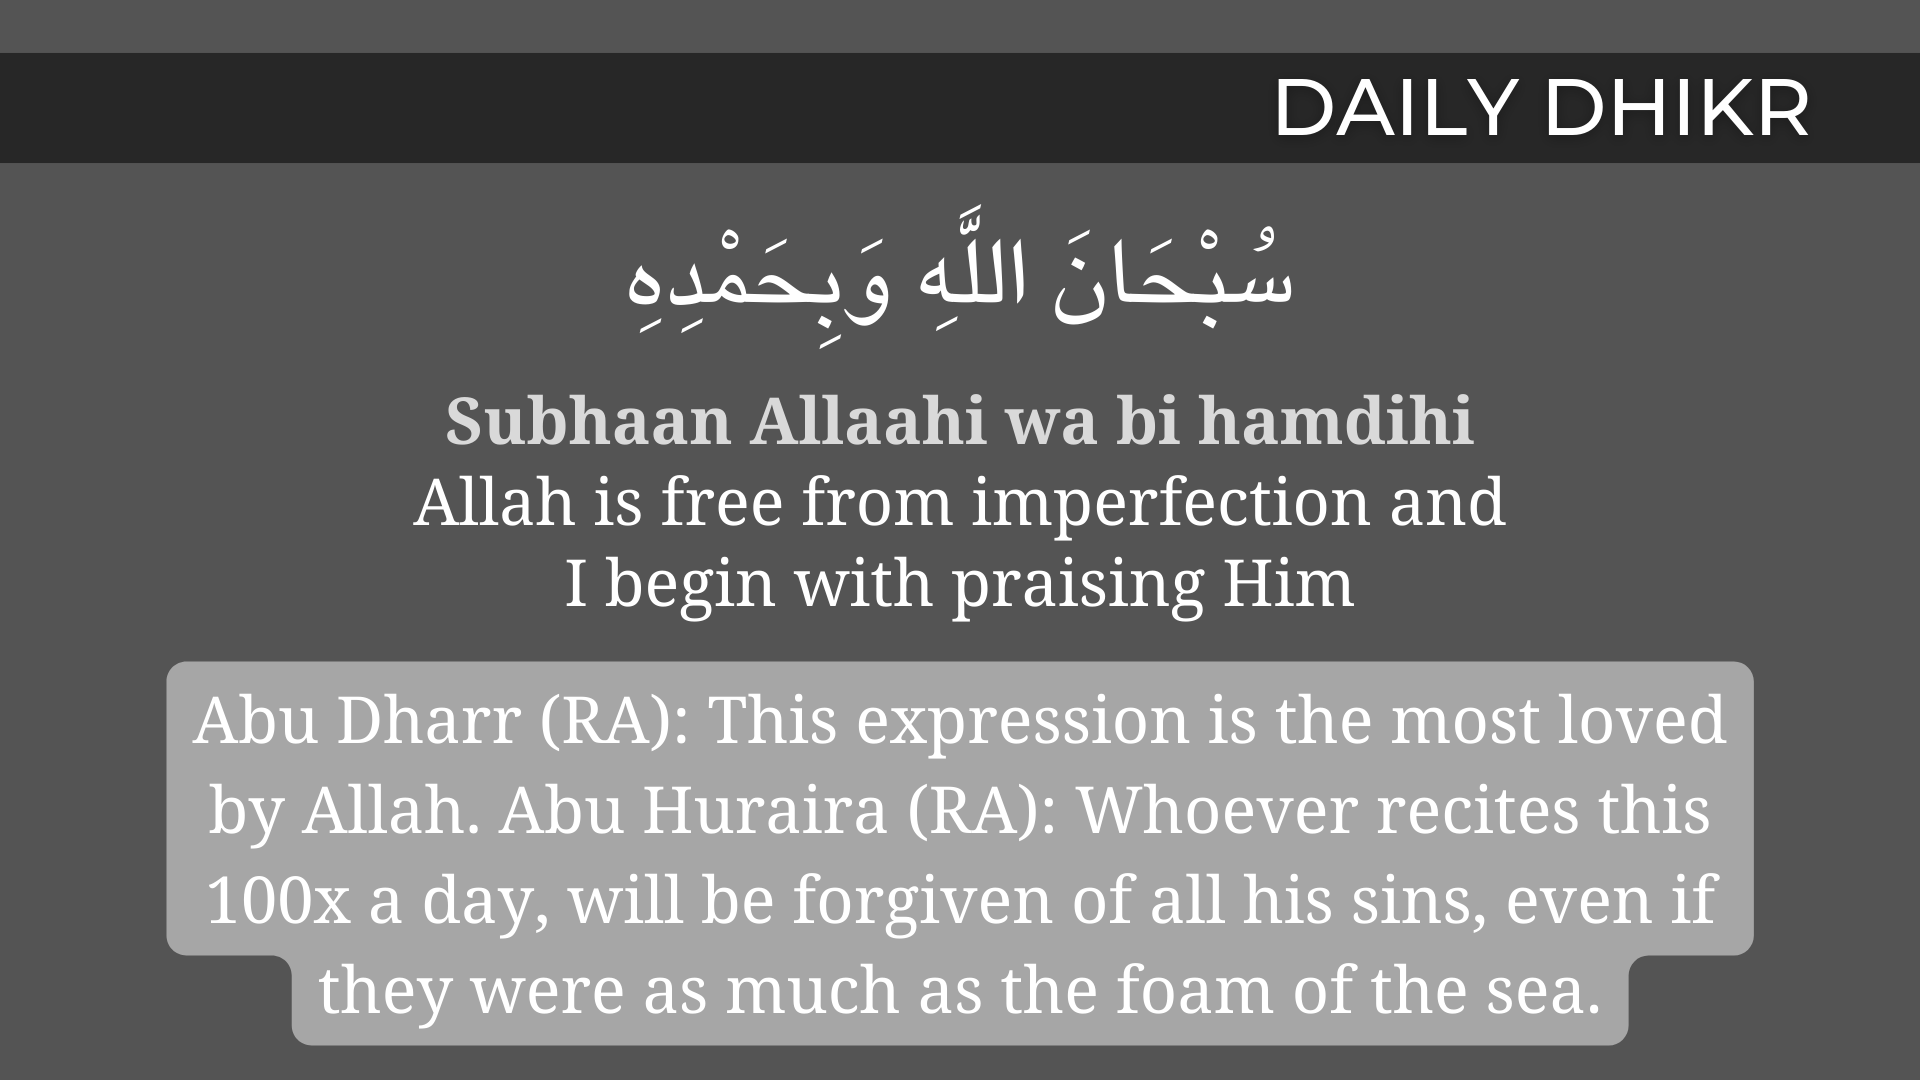 DAILY DHIKR
سُبْحَانَ اللَّهِ وَبِحَمْدِهِ
Subhaan Allaahi wa bi hamdihi
Allah is free from imperfection and
I begin with praising Him
Abu Dharr (RA): This expression is the most loved
by Allah. Abu Huraira (RA): Whoever recites this
100x a day, will be forgiven of all his sins, even if
they were as much as the foam of the sea.